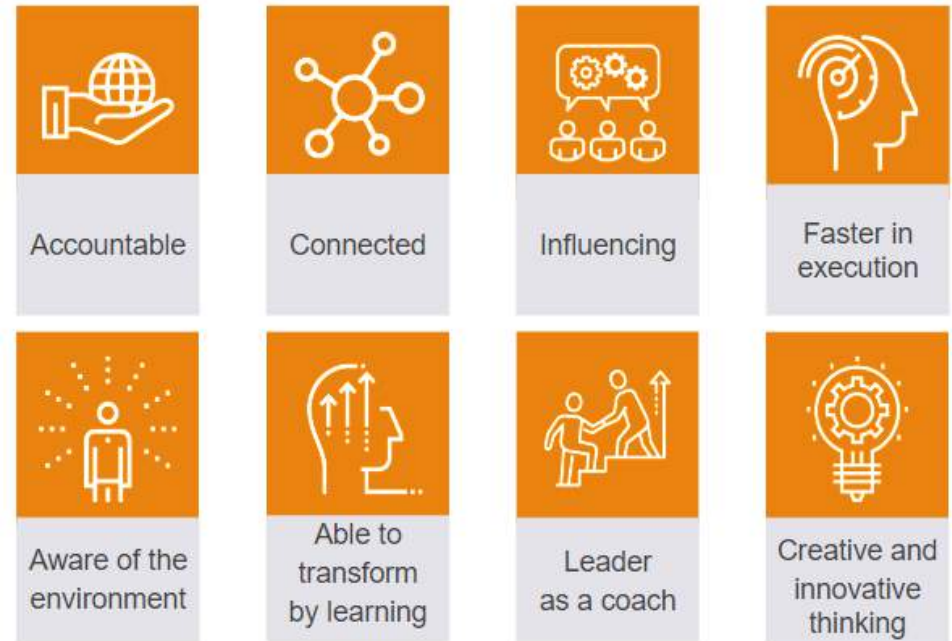 Accountable
Connected
Influencing
Faster in
execution
Aware of the
environment
Able to
transform
by learning
Leader
as a coach
Creative and
innovative
thinking